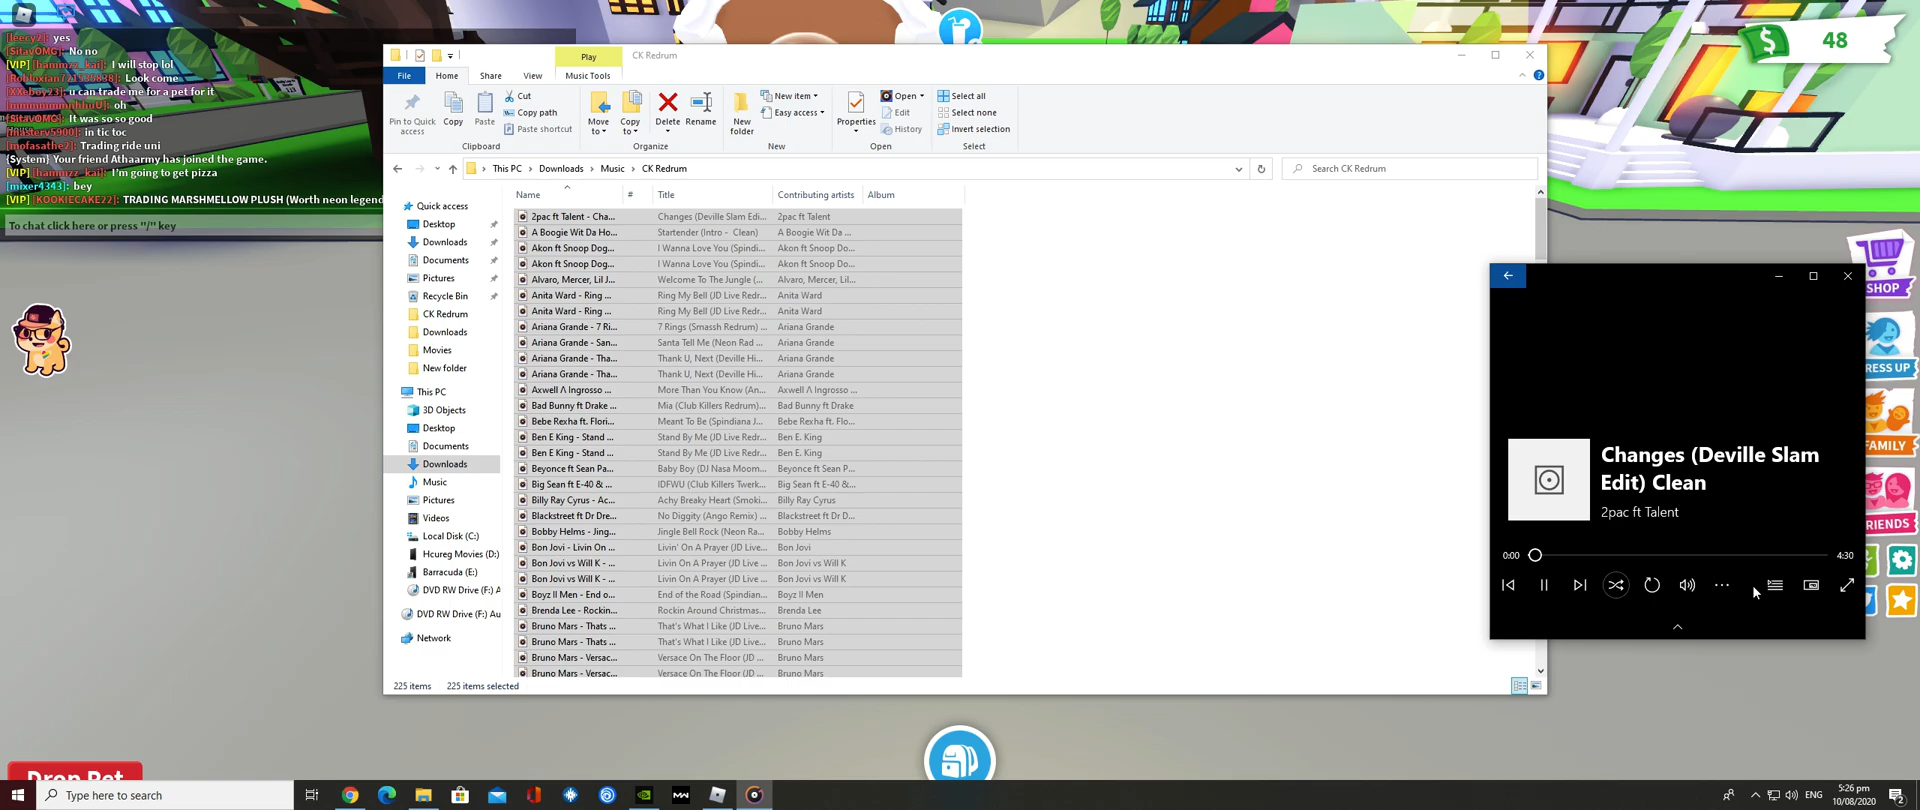 [leecy2]: yes
[SitavOMG]: No no
[VIP] [hammzz_kai]: I will stop lol
Look come
[XXeboy23]: u can trade me for a pet for it
oh
[SitavOMG]: It was so so good
[masterv5900]: in tic toc
[mofasathe2]: Trading ride uni
{System} Your friend Athaarmy has joined the game.
[VIP] [hammzz_kai]: I'm going to get pizza
[mixer4343]: bey
[VIP] [KOOKIECAKE22]: TRADING MARSHMELLOW PLUSH (Worth neon legend
To chat click here or press "/" key
48
Play
CK Redrum
File
Home
Share
View
Music Tools
Pin to Quick access
Copy
Paste
Cut
Copy path
Paste shortcut
Clipboard
Move to
Copy to
Delete
Rename
Organize
New folder
New item
Easy access
New
Properties
Open
Edit
History
Open
Select all
Select none
Invert selection
Select
This PC > Downloads > Music > CK Redrum
Search CK Redrum
Name # Title Contributing artists Album
Quick access
Desktop
Downloads
Documents
Pictures
Recycle Bin
CK Redrum
Downloads
Movies
New folder
This PC
3D Objects
Desktop
Documents
Downloads
Music
Pictures
Videos
Local Disk (C:)
Hcureg Movies (D:)
Barracuda (E:)
DVD RW Drive (F:) A
DVD RW Drive (F:) Au
Network
2pac ft Talent - Cha... Changes (Deville Slam Edi... 2pac ft Talent
A Boogie Wit Da Ho... Startender (Intro - Clean) A Boogie Wit Da ...
Akon ft Snoop Dog... I Wanna Love You (Spindi... Akon ft Snoop Do...
Akon ft Snoop Dog... I Wanna Love You (Spindi... Akon ft Snoop Do...
Alvaro, Mercer, Lil J... Welcome To The Jungle (... Alvaro, Mercer, Lil...
Anita Ward - Ring ... Ring My Bell (JD Live Redr... Anita Ward
Anita Ward - Ring ... Ring My Bell (JD Live Redr... Anita Ward
Ariana Grande - 7 Ri... 7 Rings (Smassh Redrum) ... Ariana Grande
Ariana Grande - San... Santa Tell Me (Neon Rad ... Ariana Grande
Ariana Grande - Tha... Thank U, Next (Deville Hi... Ariana Grande
Ariana Grande - Tha... Thank U, Next (Deville Hi... Ariana Grande
Axwell Λ Ingrosso ... More Than You Know (An... Axwell Λ Ingrosso ...
Bad Bunny ft Drake ... Mia (Club Killers Redrum)... Bad Bunny ft Drake
Bebe Rexha ft. Flori... Meant To Be (Spindiana J... Bebe Rexha ft. Flo...
Ben E King - Stand ... Stand By Me (JD Live Redr... Ben E. King
Ben E King - Stand ... Stand By Me (JD Live Redr... Ben E. King
Beyonce ft Sean Pa... Baby Boy (DJ Nasa Moom... Beyonce ft Sean P...
Big Sean ft E-40 & ... IDFWU (Club Killers Twerk... Big Sean ft E-40 &...
Billy Ray Cyrus - Ac... Achy Breaky Heart (Smoki... Billy Ray Cyrus
Blackstreet ft Dr Dre... No Diggity (Ango Remix) ... Blackstreet ft Dr D...
Bobby Helms - Jing... Jingle Bell Rock (Neon Ra... Bobby Helms
Bon Jovi - Livin On ... Livin' On A Prayer (JD Live... Bon Jovi
Bon Jovi vs Will K - ... Livin On A Prayer (JD Live... Bon Jovi vs Will K
Bon Jovi vs Will K - ... Livin On A Prayer (JD Live... Bon Jovi vs Will K
Boyz II Men - End o... End of the Road (Spindian... Boyz II Men
Brenda Lee - Rockin... Rockin Around Christmas... Brenda Lee
Bruno Mars - Thats ... That's What I Like (JD Live... Bruno Mars
Bruno Mars - Thats ... That's What I Like (JD Live... Bruno Mars
Bruno Mars - Versac... Versace On The Floor (JD ... Bruno Mars
Bruno Mars - Versac... Versace On The Floor (JD ... Bruno Mars
225 items 225 items selected
Changes (Deville Slam
Edit) Clean
2pac ft Talent
0:00
4:30
SHOP
RESS UP
FAMILY
RIENDS
Drop Pet
Type here to search
MW
ENG
5:26 pm
10/08/2020
2